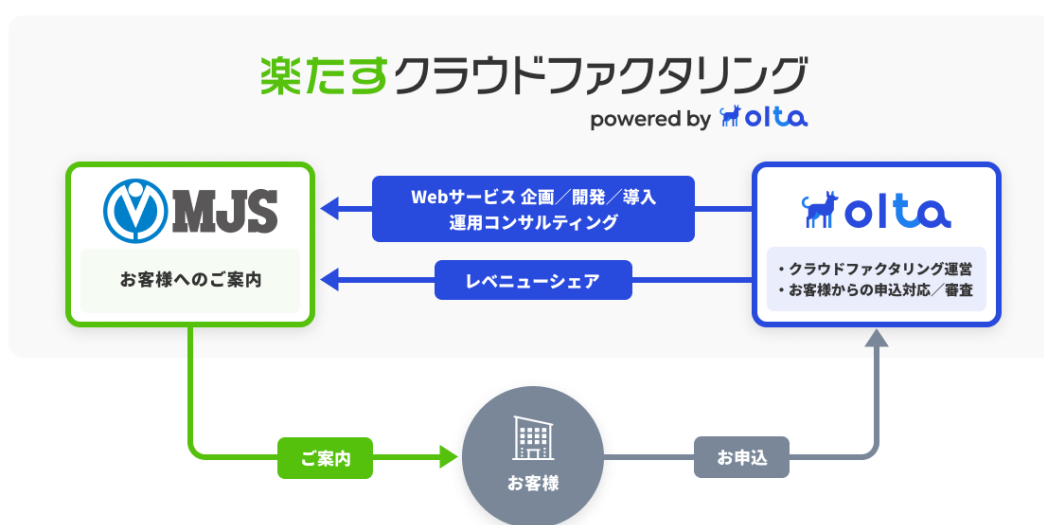 楽たすクラウドファクタリング
powered by olta
MJS
お客様へのご案内
Webサービス 企画／開発／導入
運用コンサルティング
レベニューシェア
olta
・クラウドファクタリング運営
・お客様からの申込対応／審査
ご案内
お客様
お申込